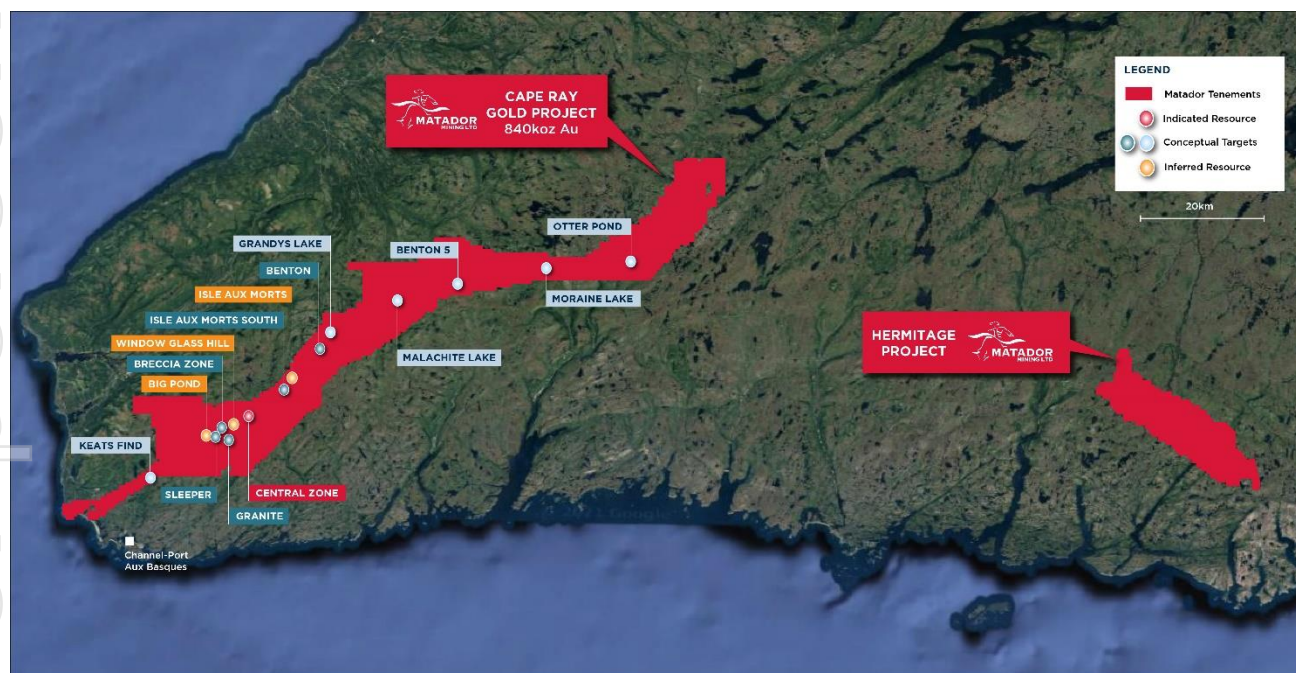 MATADOR
MINING LTD
CAPE RAY
GOLD PROJECT
840koz Au
LEGEND
Matador Tenements
Indicated Resource
Conceptual Targets
Inferred Resource
20km
OTTER POND
GRANDYS LAKE
BENTON 5
BENTON
ISLE AUX MORTS
MORAINE LAKE
ISLE AUX MORTS SOUTH
HERMITAGE
PROJECT
MATADOR
MINING LTD
WINDOW GLASS HILL
MALACHITE LAKE
BRECCIA ZONE
BIG POND
KEATS FIND
SLEEPER
CENTRAL ZONE
GRANITE
Channel-Port
Aux Basques